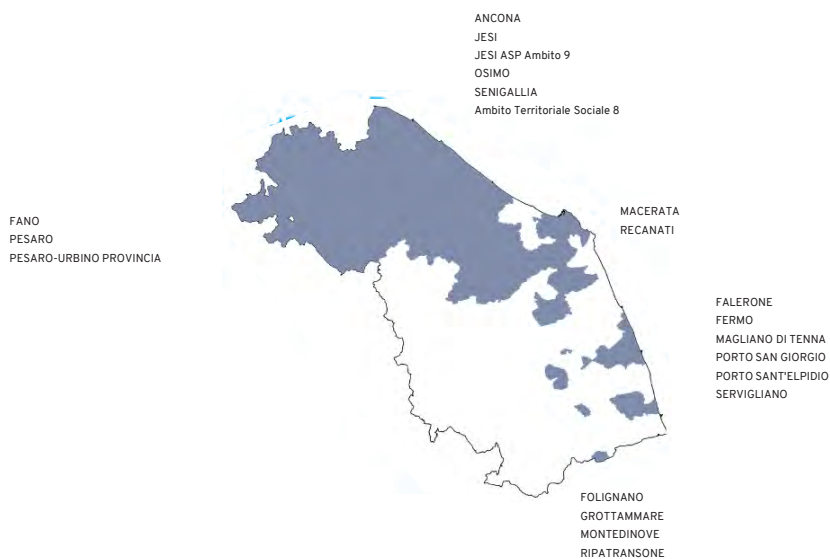 ANCONA
JESI
JESI ASP Ambito 9
OSIMO
SENIGALLIA
Ambito Territoriale Sociale 8
FANO
PESARO
PESARO-URBINO PROVINCIA
MACERATA
RECANATI
FALERONE
FERMO
MAGLIANO DI TENNA
PORTO SAN GIORGIO
PORTO SANT'ELPIDIO
SERVIGLIANO
FOLIGNANO
GROTTAMMARE
MONTEDINOVE
RIPATRANSONE